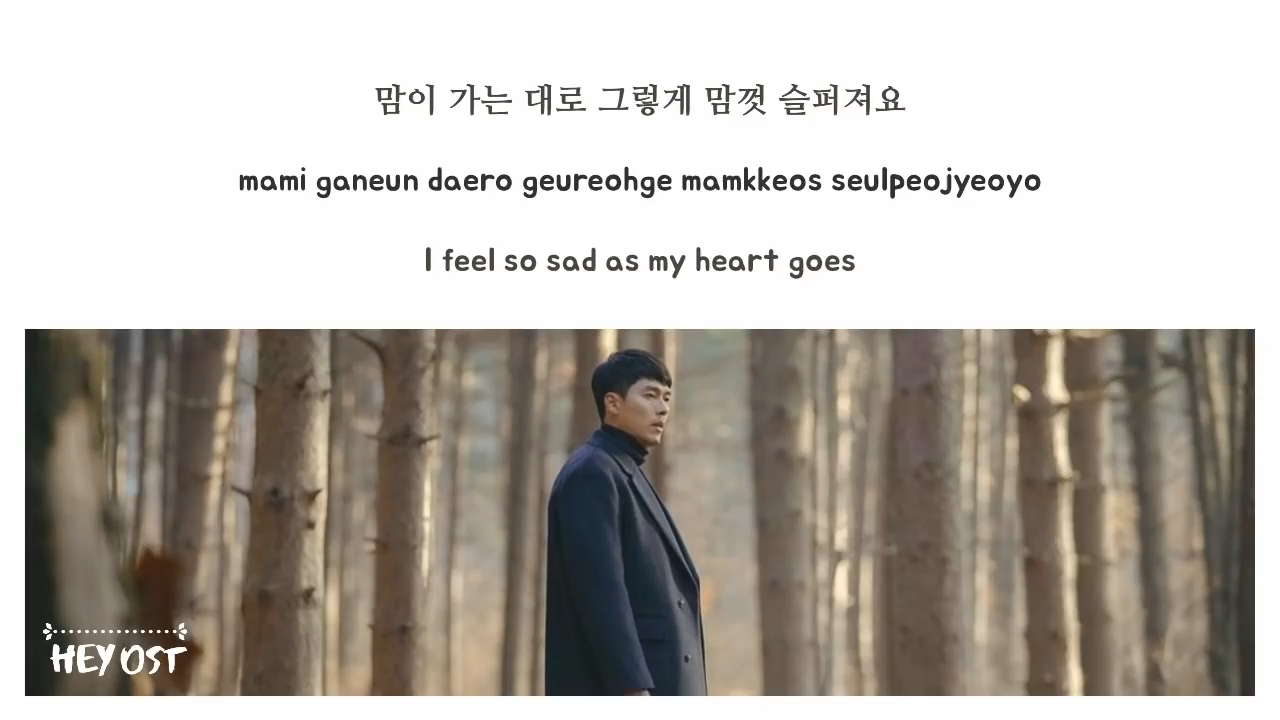 맘이 가는 대로 그렇게 맘껏 슬퍼져요
mami ganeun daero geureohge mamkkeos seulpeojyeoyo
I feel so sad as my heart goes
HEY OST